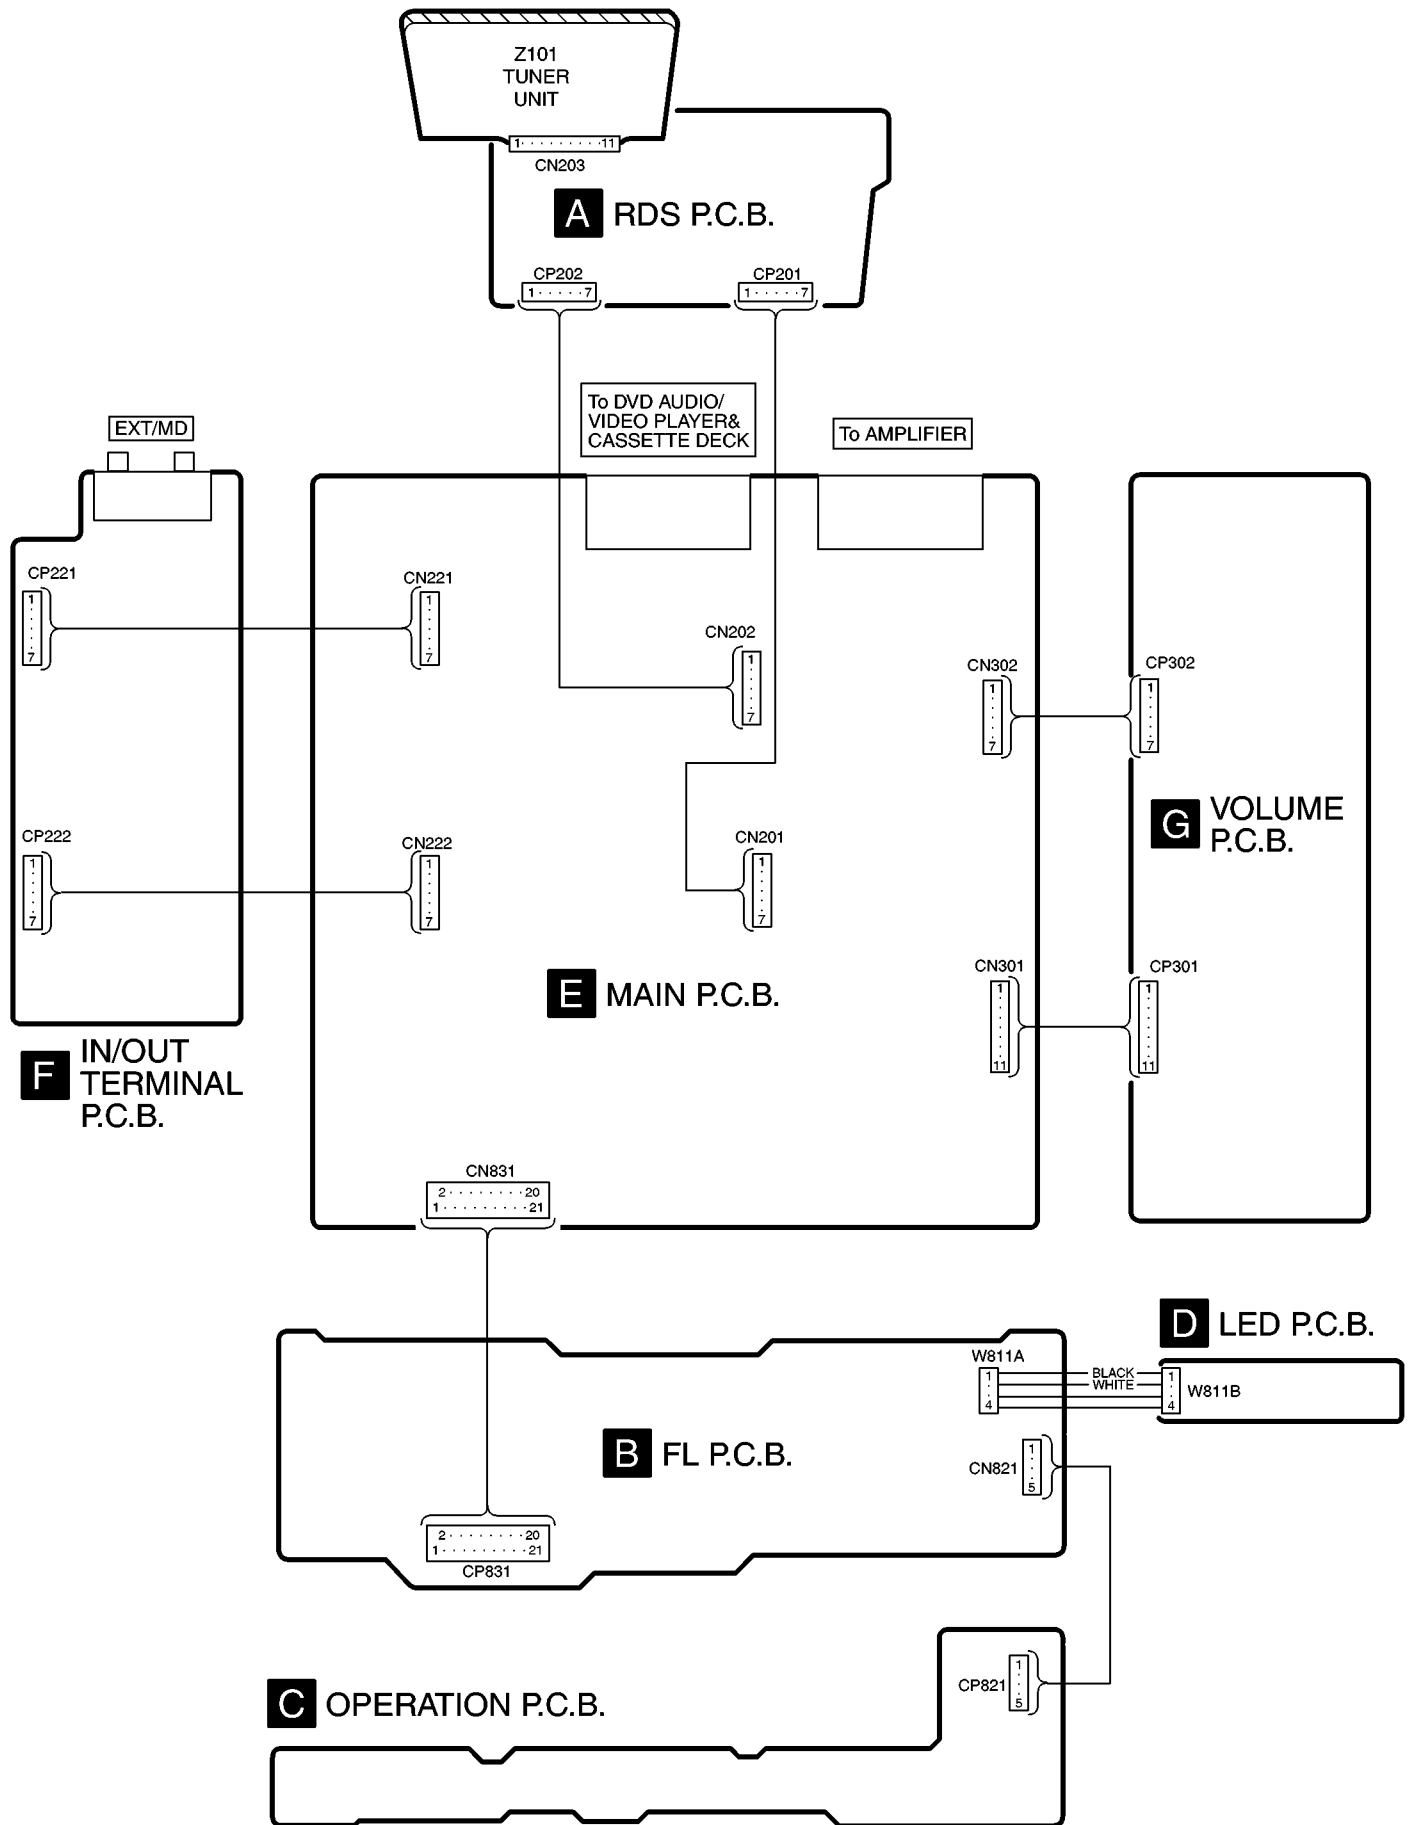 Z101
TUNER
UNIT
1 · · · · · · · · · 11
CN203
A RDS P.C.B.
CP202
1 · · · · · 7
CP201
1 · · · · · 7
To DVD AUDIO/
VIDEO PLAYER&
CASSETTE DECK
To AMPLIFIER
EXT/MD
CP221
1
7
CN221
1
7
CN202
1
7
CN302
1
7
CP302
1
7
G VOLUME
P.C.B.
CP222
1
7
CN222
1
7
CN201
1
7
E MAIN P.C.B.
CN301
1
11
CP301
1
11
F IN/OUT
TERMINAL
P.C.B.
CN831
2 · · · · · · · · 20
1 · · · · · · · · · 21
D LED P.C.B.
W811A
1
4
BLACK
WHITE
1
4
W811B
B FL P.C.B.
CN821
1
5
2 · · · · · · · · 20
1 · · · · · · · · · 21
CP831
CP821
1
5
C OPERATION P.C.B.